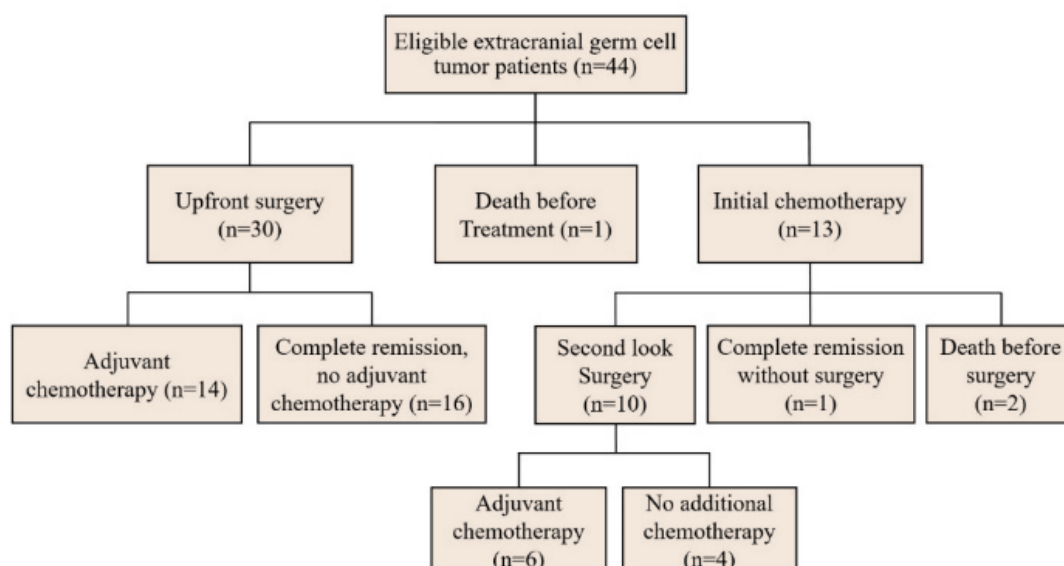 Eligible extracranial germ cell
tumor patients (n=44)
Upfront surgery
(n=30)
Death before
Treatment (n=1)
Initial chemotherapy
(n=13)
Adjuvant
chemotherapy (n=14)
Complete remission,
no adjuvant
chemotherapy (n=16)
Second look
Surgery
(n=10)
Complete remission
without surgery
(n=1)
Death before
surgery
(n=2)
Adjuvant
chemotherapy
(n=6)
No additional
chemotherapy
(n=4)